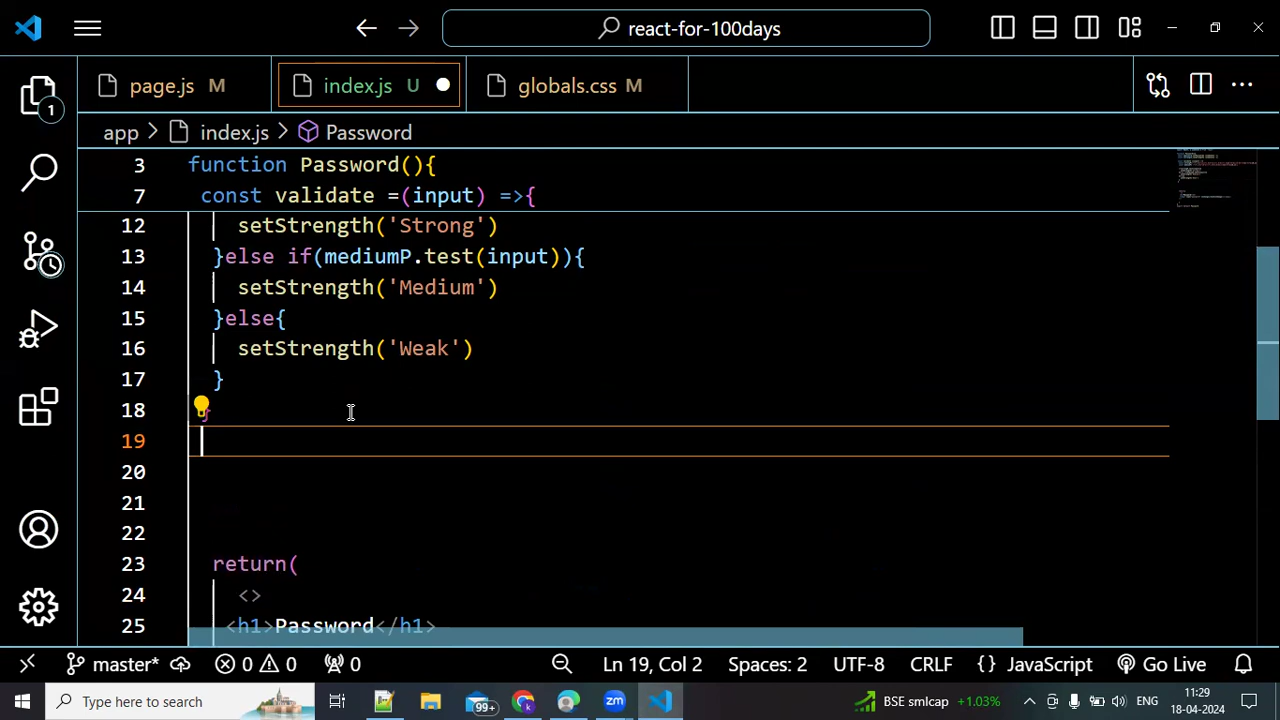 react-for-100days
page.js M
index.js U
globals.css M
1
app > index.js > Password
3 function Password(){
7 const validate =(input) =>{
12 setStrength('Strong')
13 }else if(mediumP.test(input)){
14 setStrength('Medium')
15 }else{
16 setStrength('Weak')
17 }
18 }
19
20
21
22
23 return(
24 <>
25 <h1>Password</h1>
master* 0 0 0 Ln 19, Col 2 Spaces: 2 UTF-8 CRLF {} JavaScript Go Live
Type here to search 99+ zm BSE smlcap +1.03% ENG 11:29
18-04-2024